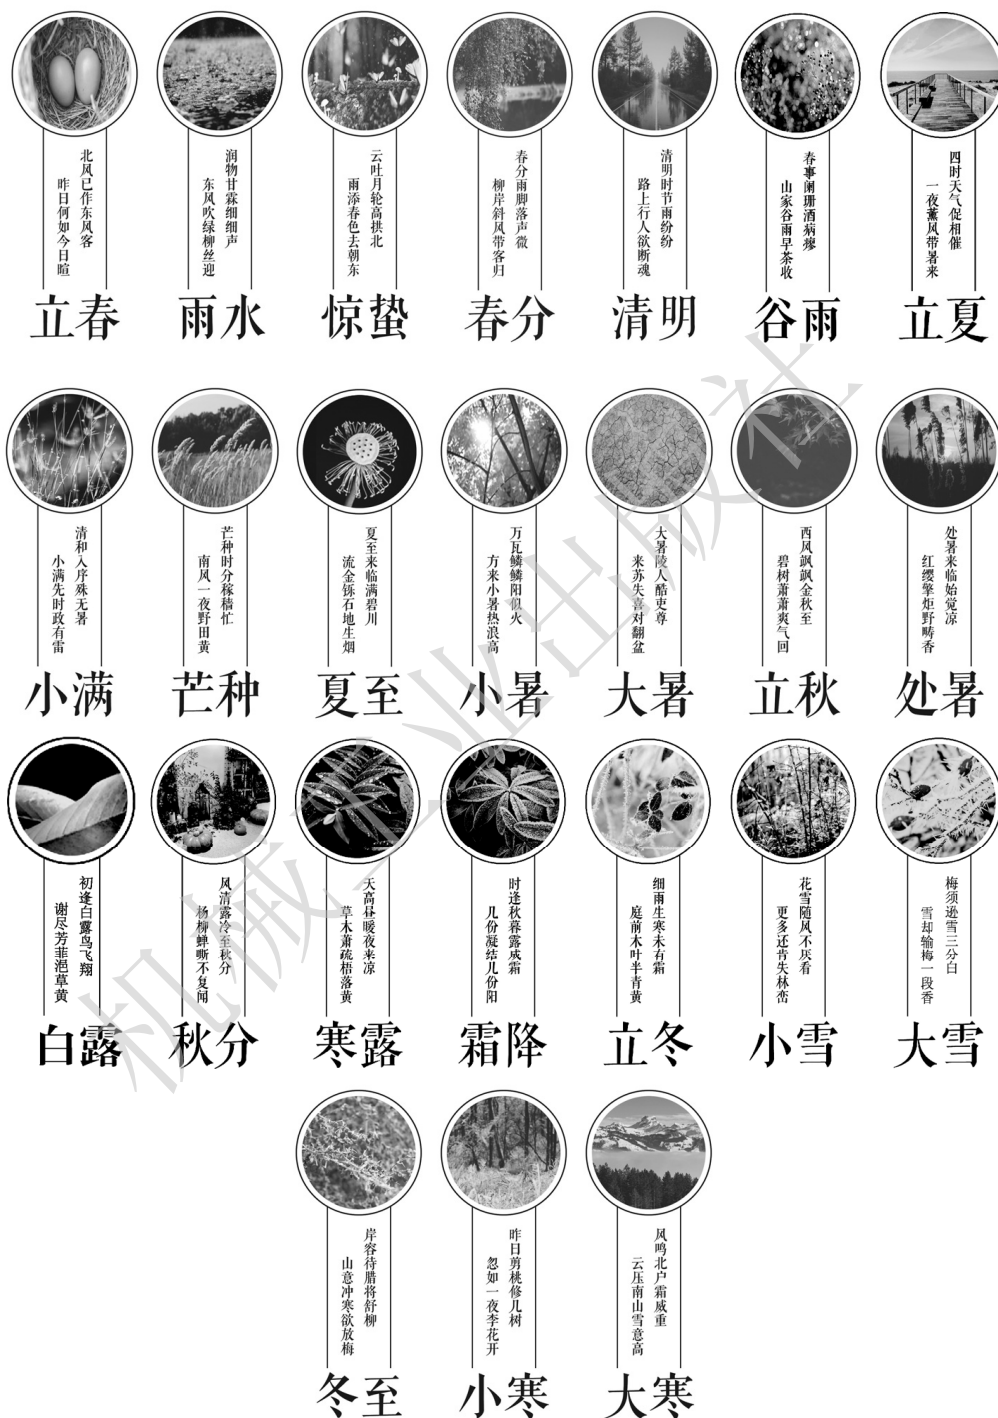 北风已作东风客
昨日何如今日暄
立春
润物甘霖细细声
东风吹绿柳丝迎
雨水
云吐月轮高拱北
雨添春色去朝东
惊蛰
春分雨脚落声微
柳岸斜风带客归
春分
清明时节雨纷纷
路上行人欲断魂
清明
春事阑珊酒病瘳
山家谷雨早茶收
谷雨
四时天气促相催
一夜薰风带暑来
立夏
清和入序殊无暑
小满先时政有雷
小满
芒种时分稼穑忙
南风一夜野田黄
芒种
夏至来临满碧川
流金铄石地生烟
夏至
万瓦鳞鳞阳似火
方来小暑热浪高
小暑
大暑陵人酷吏尊
来苏失喜对翻盆
大暑
西风飒飒金秋至
碧树萧萧爽气回
立秋
处暑来临始觉凉
红缨擎炬野畴香
处暑
初逢白露鸟飞翔
谢尽芳菲浥草黄
白露
风清露冷至秋分
杨柳蝉嘶不复闻
秋分
天高昼暖夜来凉
草木萧疏梧落黄
寒露
时逢秋暮露成霜
几份凝结几份阳
霜降
细雨生寒未有霜
庭前木叶半青黄
立冬
花雪随风不厌看
更多还肯失林峦
小雪
梅须逊雪三分白
雪却输梅一段香
大雪
岸容待腊将舒柳
山意冲寒欲放梅
冬至
昨日剪桃修几树
忽如一夜李花开
小寒
风鸣北户霜威重
云压南山雪意高
大寒
机械工业出版社